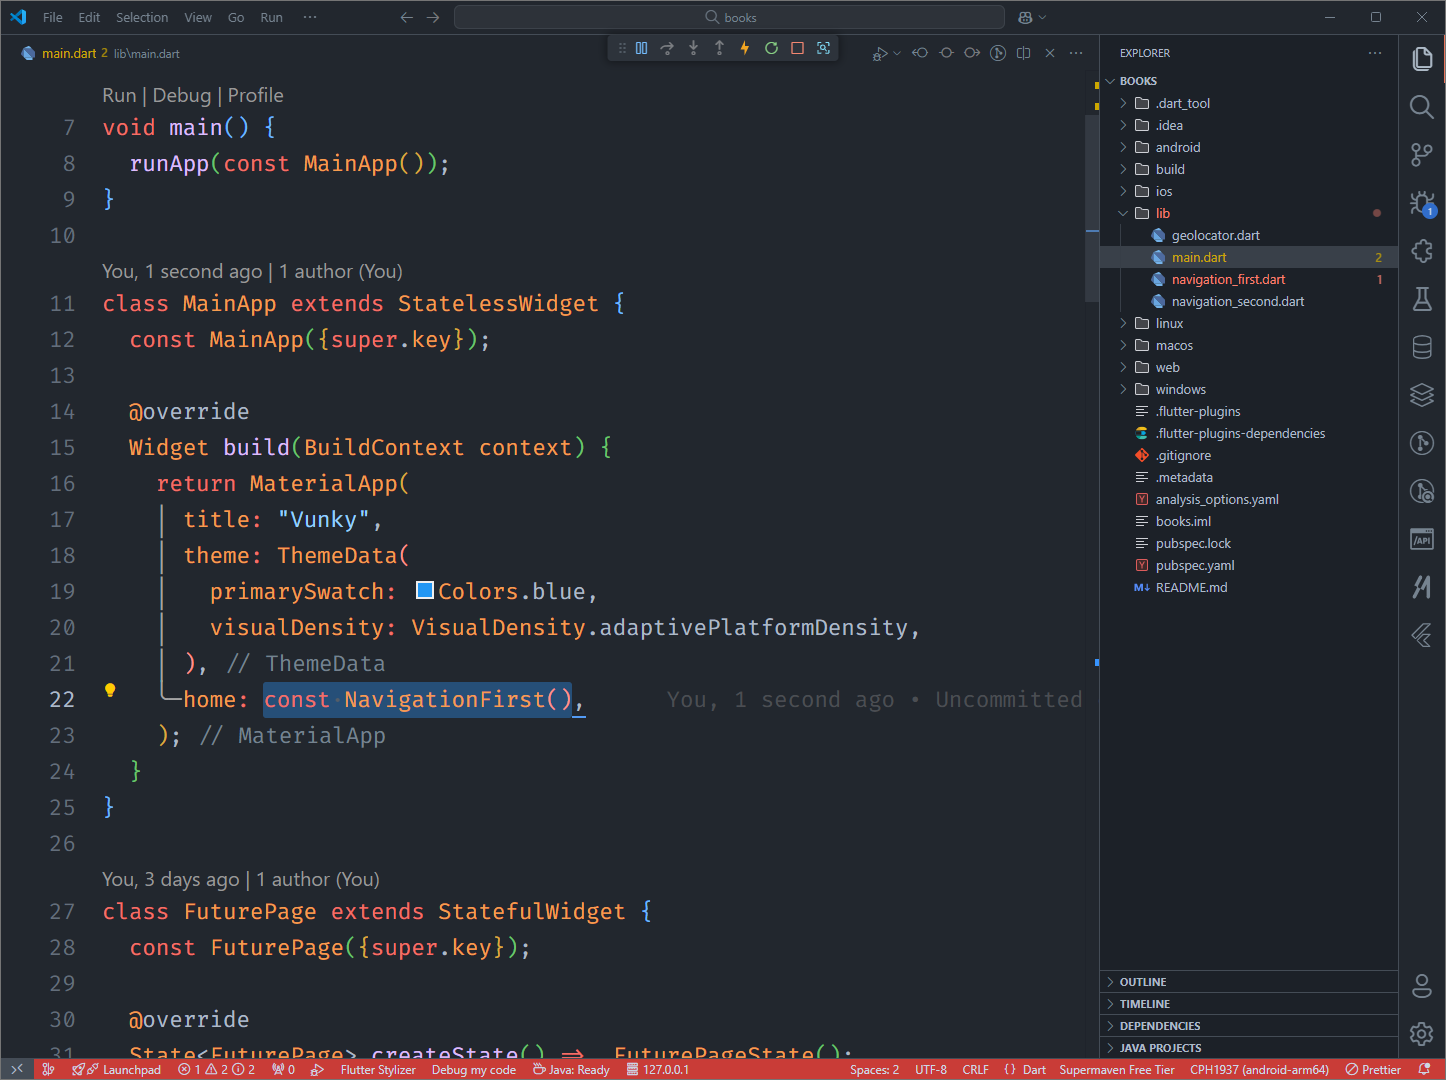 File Edit Selection View Go Run ··· books
main.dart 2 lib\main.dart
Run | Debug | Profile
7 void main() {
8 runApp(const MainApp());
9 }
10
You, 1 second ago | 1 author (You)
11 class MainApp extends StatelessWidget {
12 const MainApp({super.key});
13
14 @override
15 Widget build(BuildContext context) {
16 return MaterialApp(
17 title: "Vunky",
18 theme: ThemeData(
19 primarySwatch: Colors.blue,
20 visualDensity: VisualDensity.adaptivePlatformDensity,
21 ), // ThemeData
22 home: const·NavigationFirst(), You, 1 second ago • Uncommitted
23 ); // MaterialApp
24 }
25 }
26
You, 3 days ago | 1 author (You)
27 class FuturePage extends StatefulWidget {
28 const FuturePage({super.key});
29
30 @override
31 State<FuturePage> createState() => _FuturePageState();
EXPLORER ···
BOOKS
.dart_tool
.idea
android
build
ios
lib
geolocator.dart
main.dart 2
navigation_first.dart 1
navigation_second.dart
linux
macos
web
windows
.flutter-plugins
.flutter-plugins-dependencies
.gitignore
.metadata
analysis_options.yaml
books.iml
pubspec.lock
pubspec.yaml
README.md
OUTLINE
TIMELINE
DEPENDENCIES
JAVA PROJECTS
1
/API
Launchpad 1 2 2 0 Flutter Stylizer Debug my code Java: Ready 127.0.0.1 Spaces: 2 UTF-8 CRLF {} Dart Supermaven Free Tier CPH1937 (android-arm64) Prettier